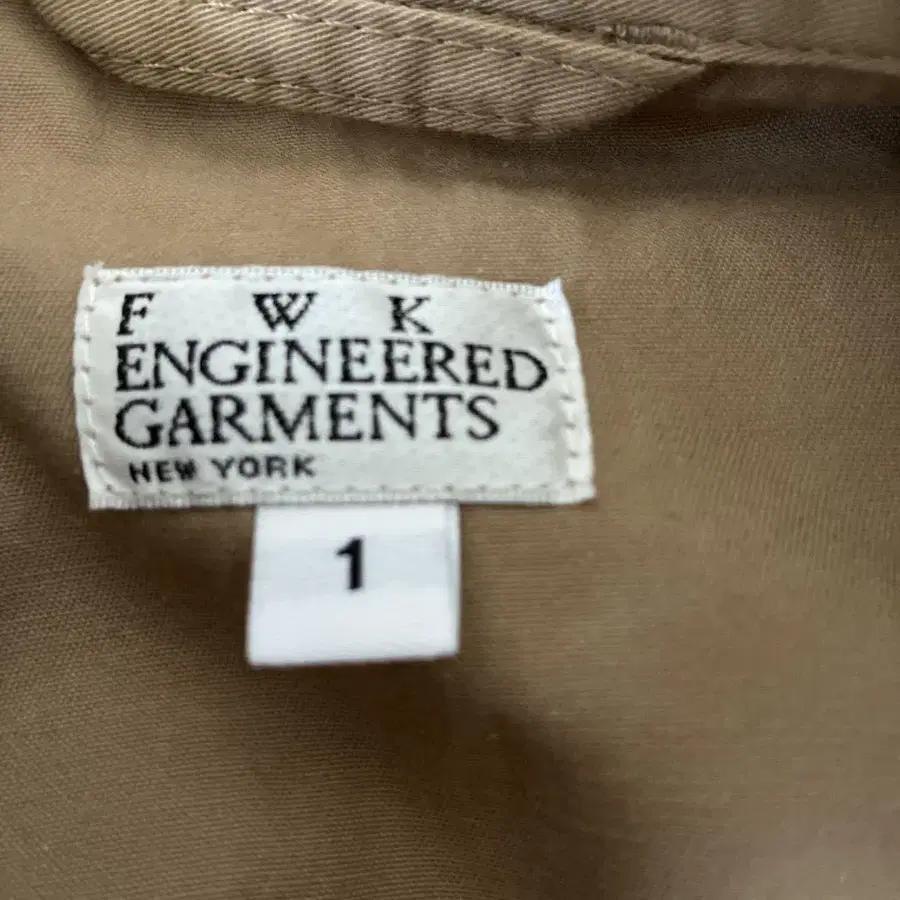 F W K
ENGINEERED
GARMENTS
NEW YORK
1